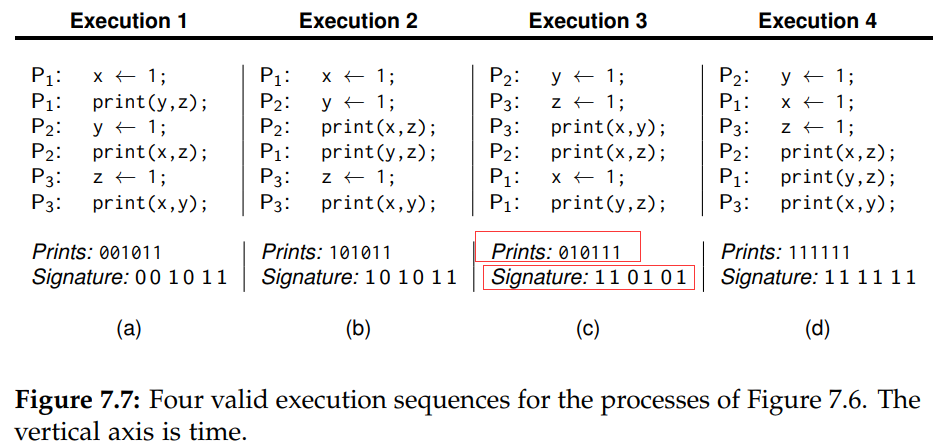 Execution 1 Execution 2 Execution 3 Execution 4
P1: x ← 1; P1: x ← 1; P2: y ← 1; P2: y ← 1;
P1: print(y,z); P2: y ← 1; P3: z ← 1; P1: x ← 1;
P2: y ← 1; P2: print(x,z); P3: print(x,y); P3: z ← 1;
P2: print(x,z); P1: print(y,z); P2: print(x,z); P2: print(x,z);
P3: z ← 1; P3: z ← 1; P1: x ← 1; P1: print(y,z);
P3: print(x,y); P3: print(x,y); P1: print(y,z); P3: print(x,y);
Prints: 001011 Prints: 101011 Prints: 010111 Prints: 111111
Signature: 00 10 11 Signature: 10 10 11 Signature: 11 01 01 Signature: 11 11 11
(a) (b) (c) (d)
Figure 7.7: Four valid execution sequences for the processes of Figure 7.6. The
vertical axis is time.